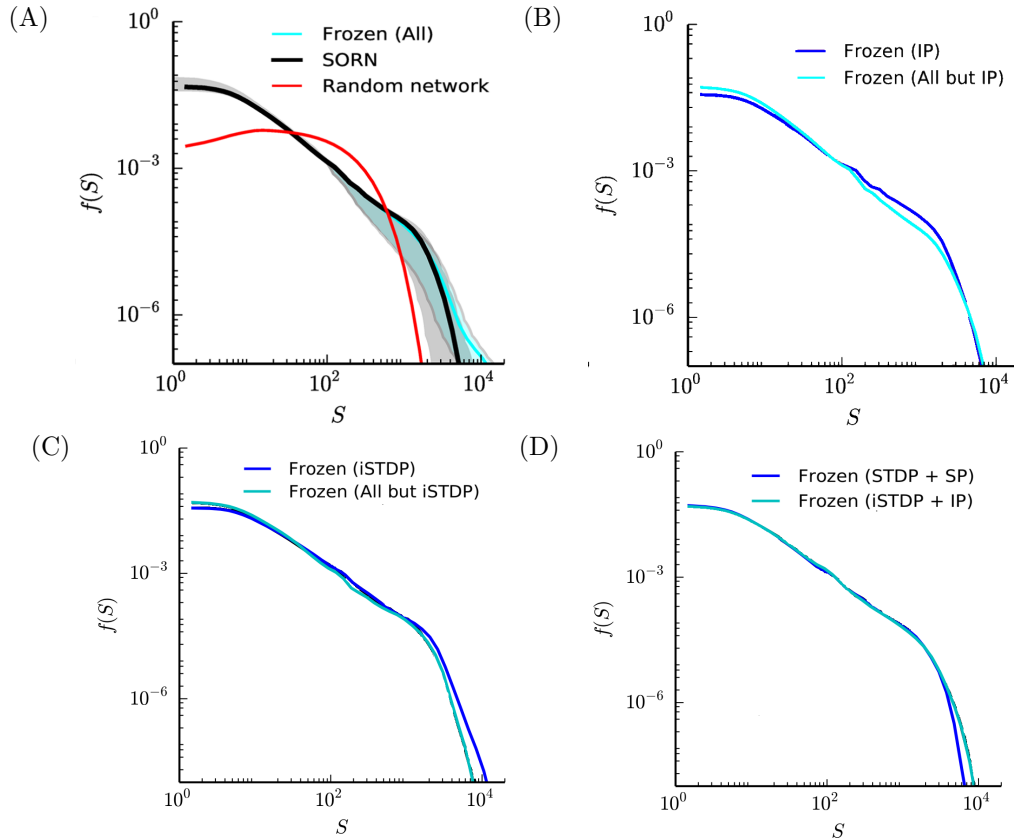 (A)
10^0
10^-3
10^-6
f(S)
Frozen (All)
SORN
Random network
10^0
10^2
10^4
S
(B)
10^0
10^-3
10^-6
f(S)
Frozen (IP)
Frozen (All but IP)
10^0
10^2
10^4
S
(C)
10^0
10^-3
10^-6
f(S)
Frozen (iSTDP)
Frozen (All but iSTDP)
10^0
10^2
10^4
S
(D)
10^0
10^-3
10^-6
f(S)
Frozen (STDP + SP)
Frozen (iSTDP + IP)
10^0
10^2
10^4
S